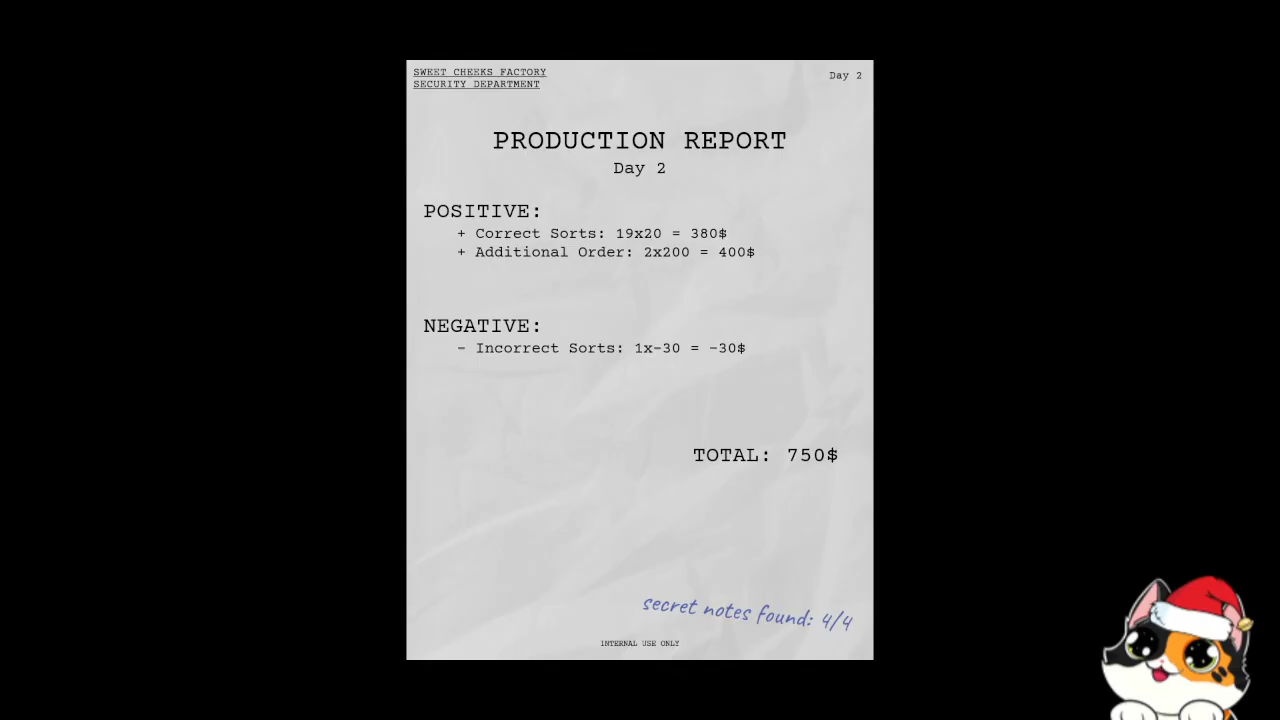 SWEET CHEEKS FACTORY
SECURITY DEPARTMENT
Day 2
PRODUCTION REPORT
Day 2
POSITIVE:
+ Correct Sorts: 19x20 = 380$
+ Additional Order: 2x200 = 400$
NEGATIVE:
- Incorrect Sorts: 1x-30 = -30$
TOTAL: 750$
secret notes found: 4/4
INTERNAL USE ONLY